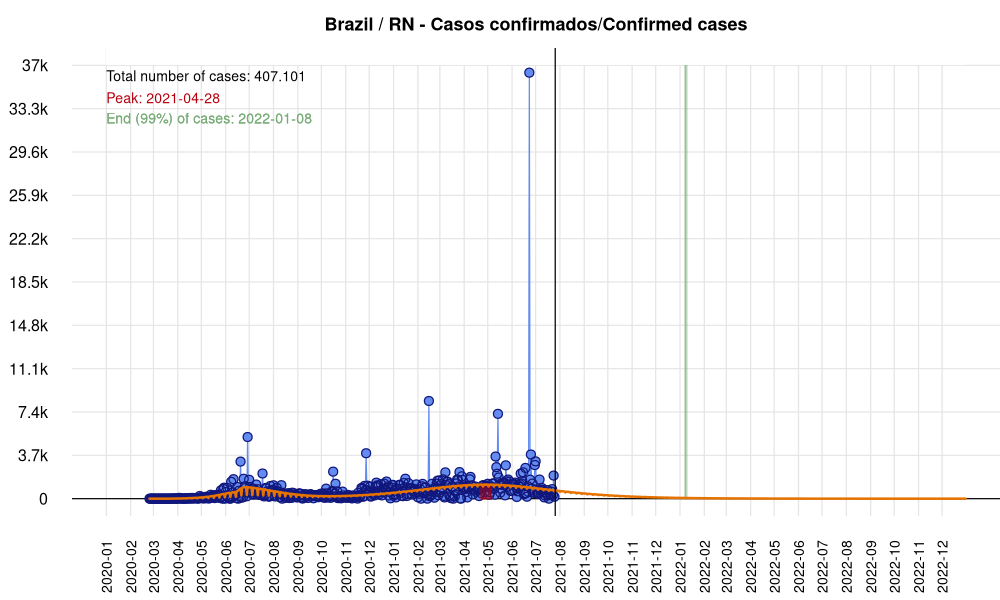 Brazil / RN - Casos confirmados/Confirmed cases
37k
33.3k
29.6k
25.9k
22.2k
18.5k
14.8k
11.1k
7.4k
3.7k
0
Total number of cases: 407.101
Peak: 2021-04-28
End (99%) of cases: 2022-01-08
2020-01
2020-02
2020-03
2020-04
2020-05
2020-06
2020-07
2020-08
2020-09
2020-10
2020-11
2020-12
2021-01
2021-02
2021-03
2021-04
2021-05
2021-06
2021-07
2021-08
2021-09
2021-10
2021-11
2021-12
2022-01
2022-02
2022-03
2022-04
2022-05
2022-06
2022-07
2022-08
2022-09
2022-10
2022-11
2022-12